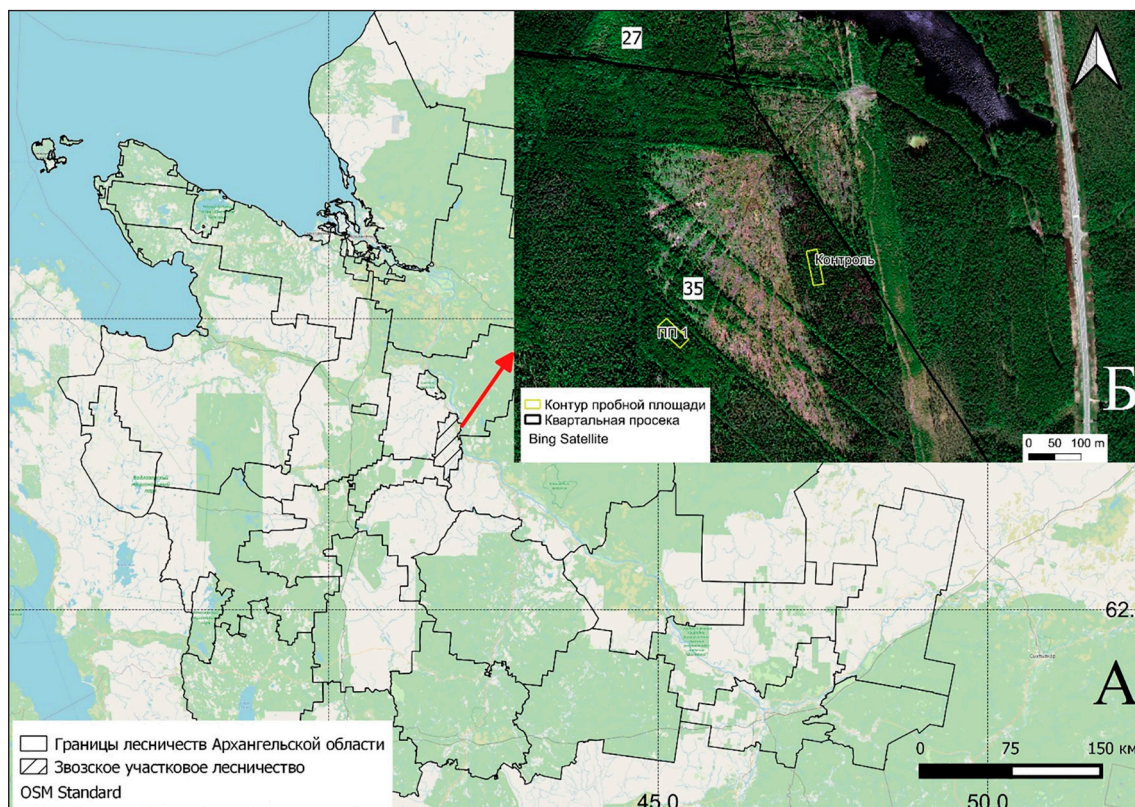 27
Контроль
35
ПП 1
Контур пробной площади
Квартальная просека
Bing Satellite
0 50 100 m
Б
62.
А
Границы лесничеств Архангельской области
Звозское участковое лесничество
OSM Standard
0 75 150 км
45.0
50.0